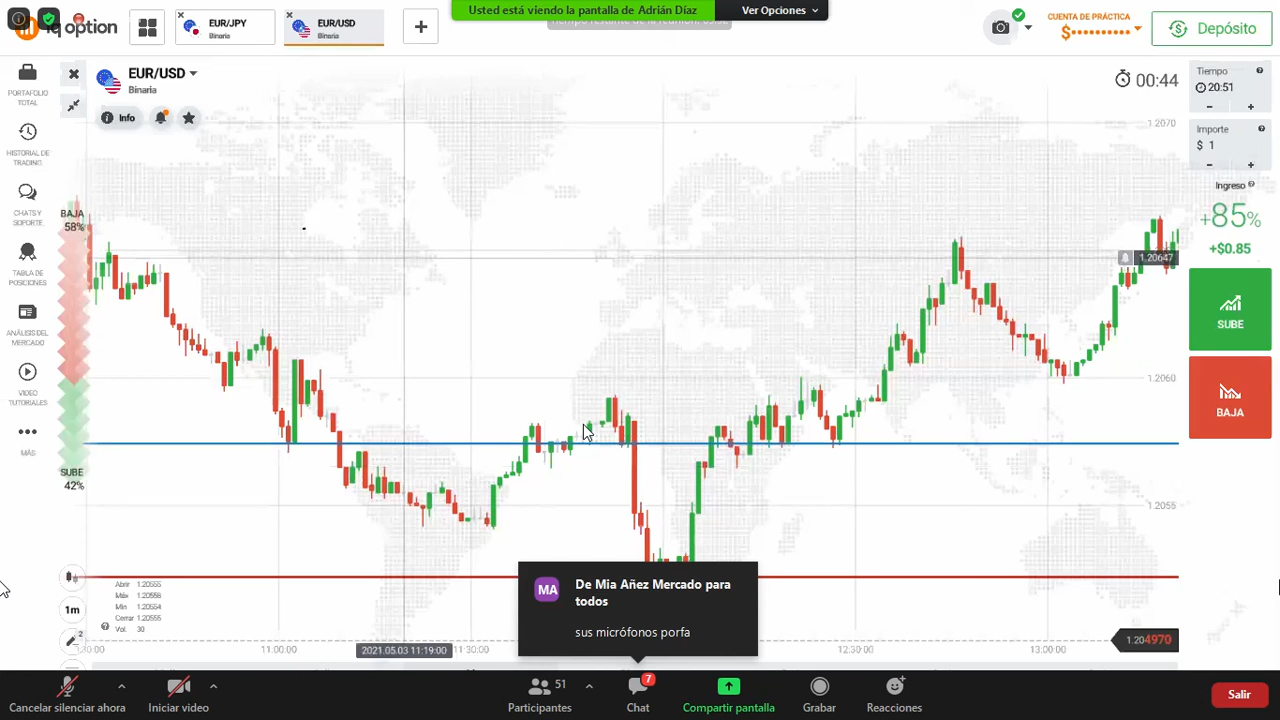 iq option
EUR/JPY
Binaria
EUR/USD
Binaria
Usted está viendo la pantalla de Adrián Díaz
Ver Opciones
CUENTA DE PRÁCTICA
Depósito
EUR/USD
Binaria
Info
00:44
PORTAFOLIO
TOTAL
HISTORIAL DE
TRADING
CHATS Y
SOPORTE
TABLA DE
POSICIONES
ANÁLISIS DEL
MERCADO
VIDEO
TUTORIALES
MÁS
BAJA
58%
SUBE
42%
1.2070
1.20647
1.2060
1.2055
1.204970
Tiempo
20:51
Importe
$ 1
Ingreso
+85%
+$0.85
SUBE
BAJA
Abrir 1.20555
Máx 1.20558
Mín 1.20554
Cerrar 1.20555
Vol. 30
1m
2
:10:00
11:00:00
2021.05.03 11:19:00
11:30:00
12:30:00
13:00:00
MA
De Mia Añez Mercado para
todos
sus micrófonos porfa
Cancelar silenciar ahora
Iniciar video
51
Participantes
7
Chat
Compartir pantalla
Grabar
Reacciones
Salir